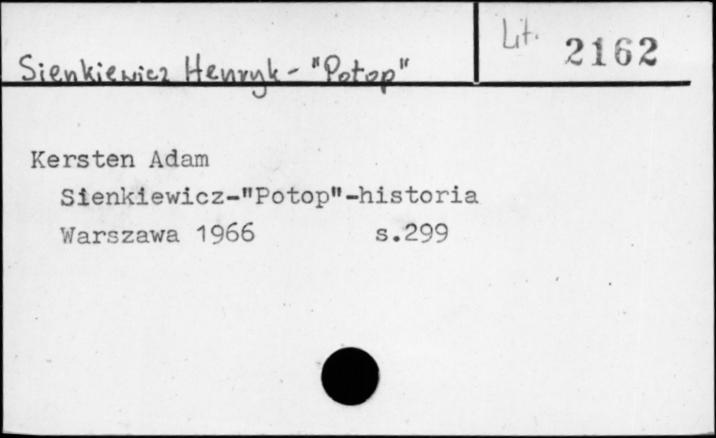 Lit. 2162
Sienkiewicz Henryk - "Potop"
Kersten Adam
Sienkiewicz-"Potop"-historia
Warszawa 1966 s.299